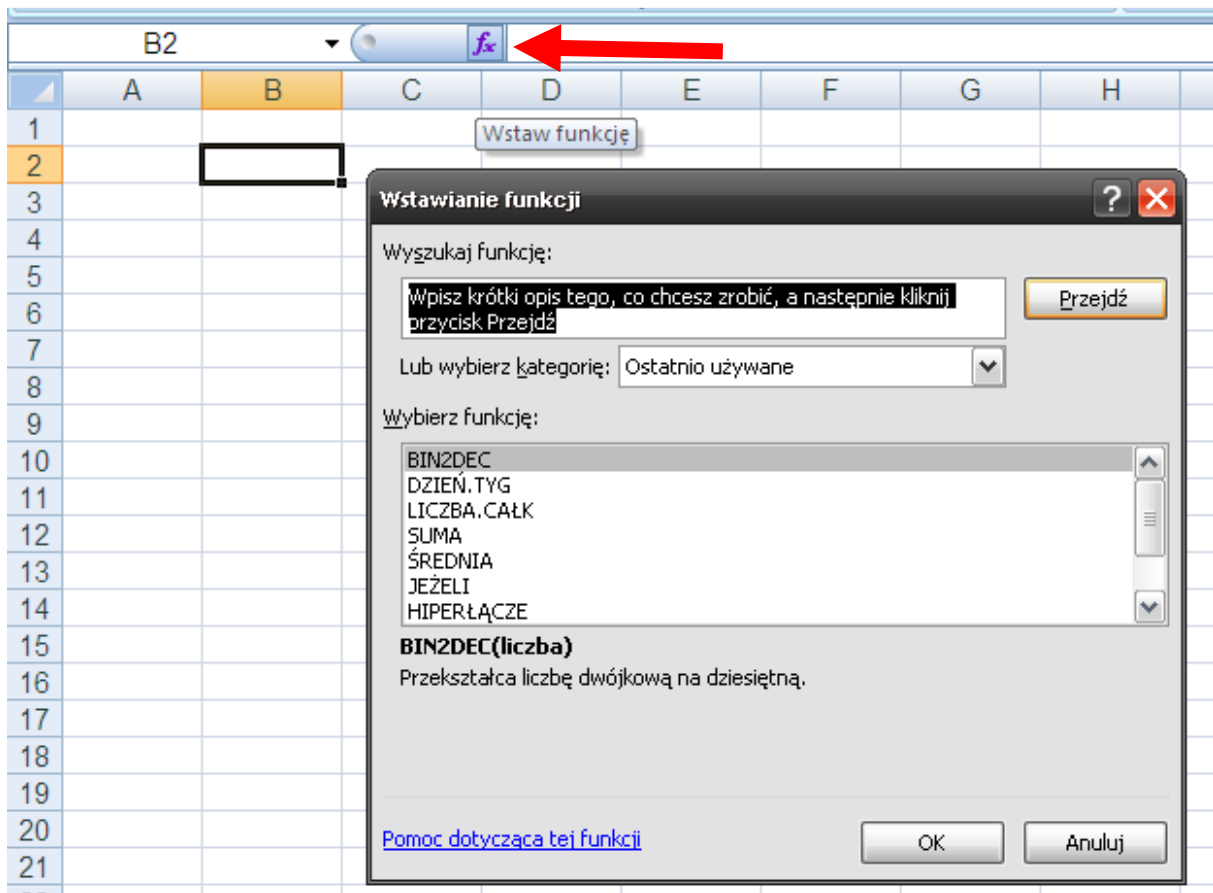 B2 fx
A B C D E F G H
1
Wstaw funkcję
2
3
4
5
6
7
8
9
10
11
12
13
14
15
16
17
18
19
20
21
Wstawianie funkcji ?
Wyszukaj funkcję:
Wpisz krótki opis tego, co chcesz zrobić, a następnie kliknij
przycisk Przejdź
Przejdź
Lub wybierz kategorię: Ostatnio używane
Wybierz funkcję:
BIN2DEC
DZIEŃ.TYG
LICZBA.CAŁK
SUMA
ŚREDNIA
JEŻELI
HIPERŁĄCZE
BIN2DEC(liczba)
Przekształca liczbę dwójkową na dziesiętną.
Pomoc dotycząca tej funkcji OK Anuluj